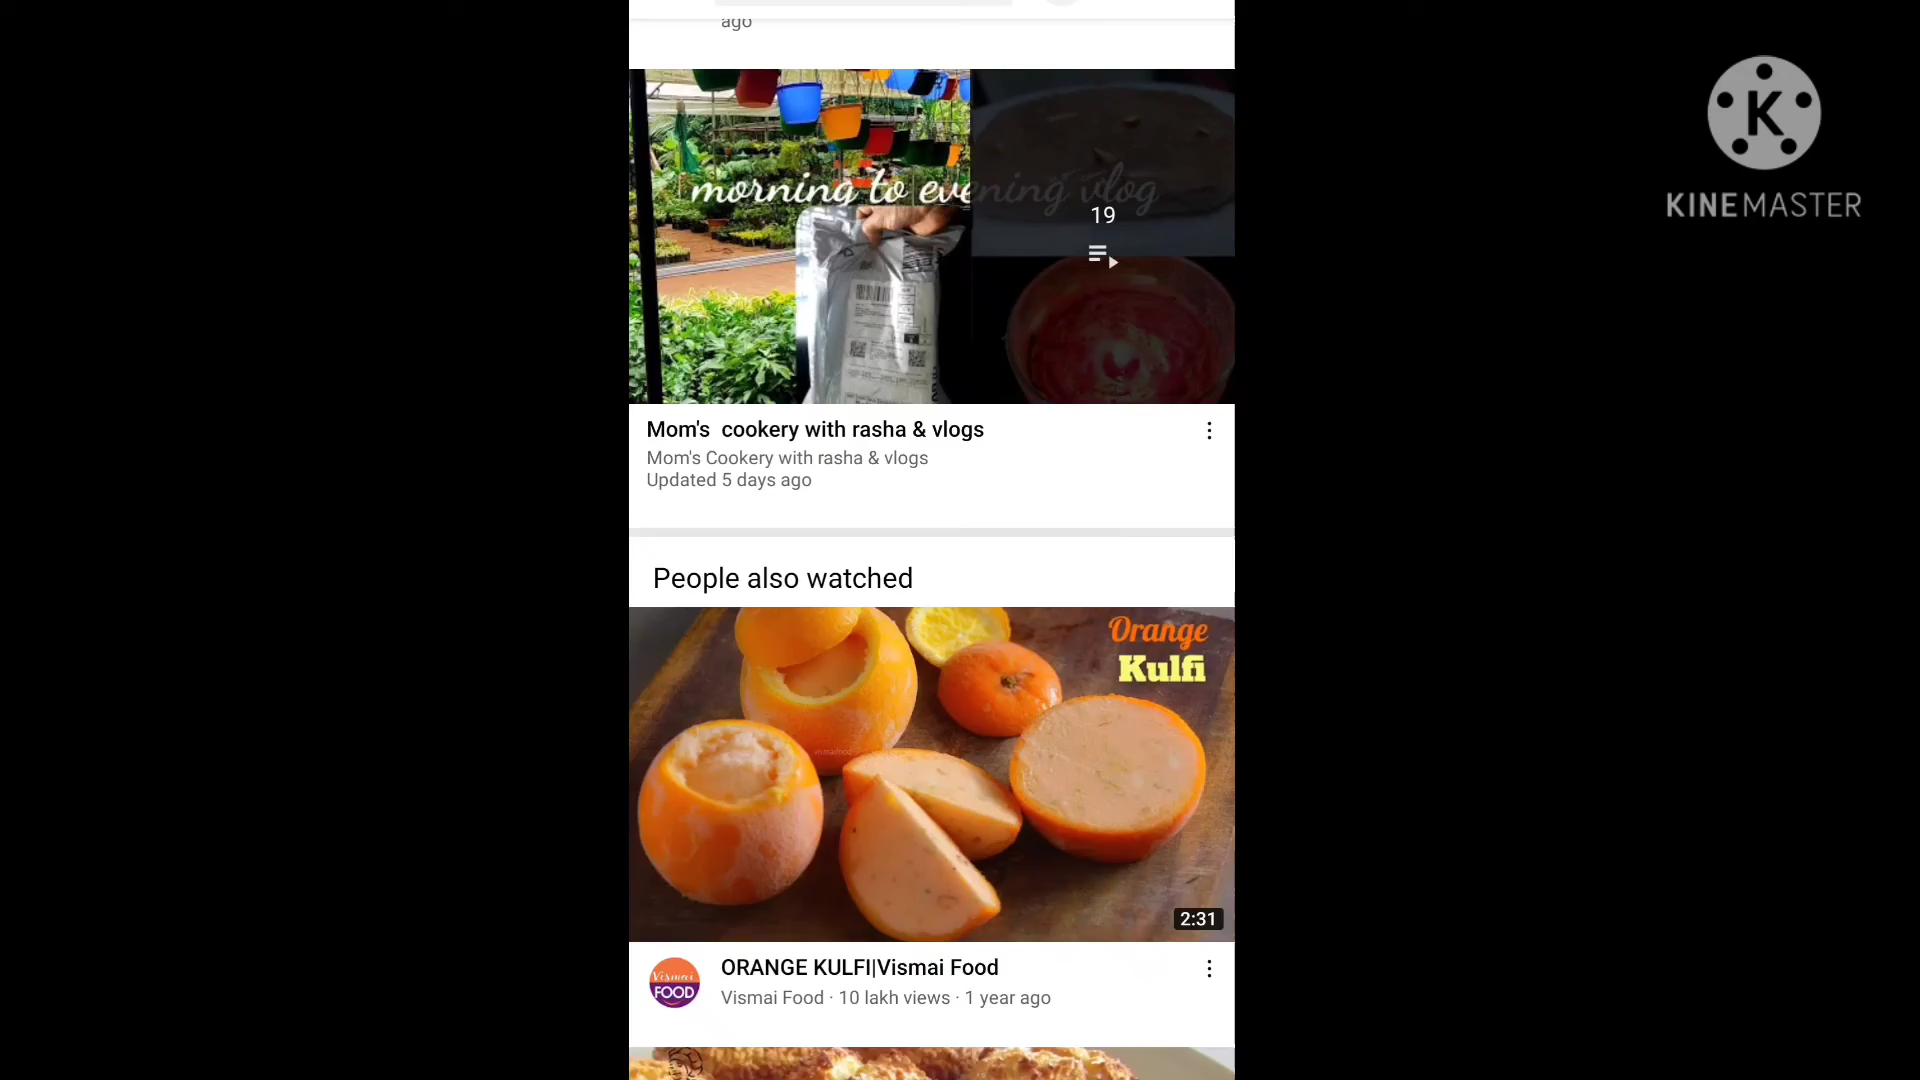 ago
morning to evening vlog
19
Mom's  cookery with rasha & vlogs
Mom's Cookery with rasha & vlogs
Updated 5 days ago
People also watched
Orange
Kulfi
vismaifood
2:31
ORANGE KULFI|Vismai Food
Vismai Food · 10 lakh views · 1 year ago
Vismai
FOOD
K
KINEMASTER